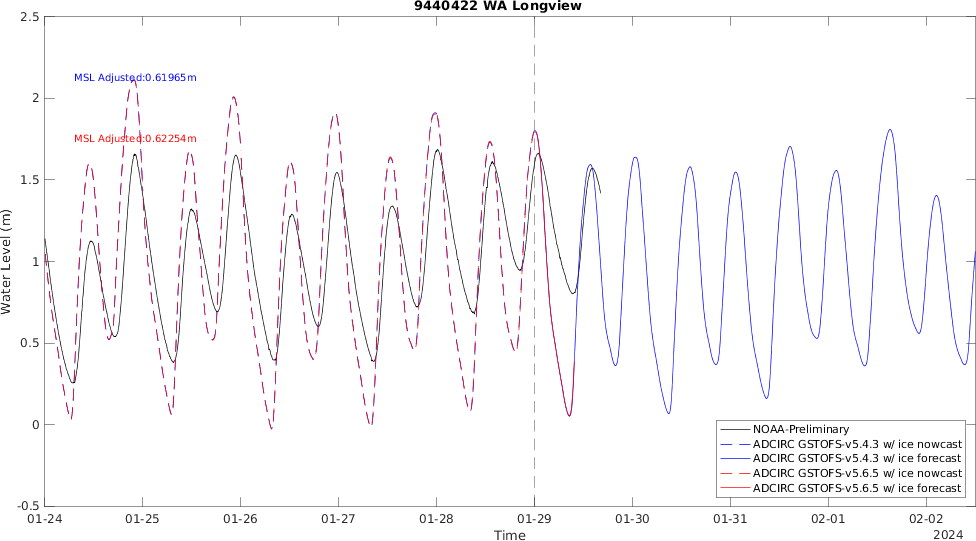 9440422 WA Longview
2.5
2
1.5
1
0.5
0
-0.5
Water Level (m)
MSL Adjusted:0.61965m
MSL Adjusted:0.62254m
NOAA-Preliminary
ADCIRC GSTOFS-v5.4.3 w/ ice nowcast
ADCIRC GSTOFS-v5.4.3 w/ ice forecast
ADCIRC GSTOFS-v5.6.5 w/ ice nowcast
ADCIRC GSTOFS-v5.6.5 w/ ice forecast
01-24 01-25 01-26 01-27 01-28 01-29 01-30 01-31 02-01 02-02
Time
2024